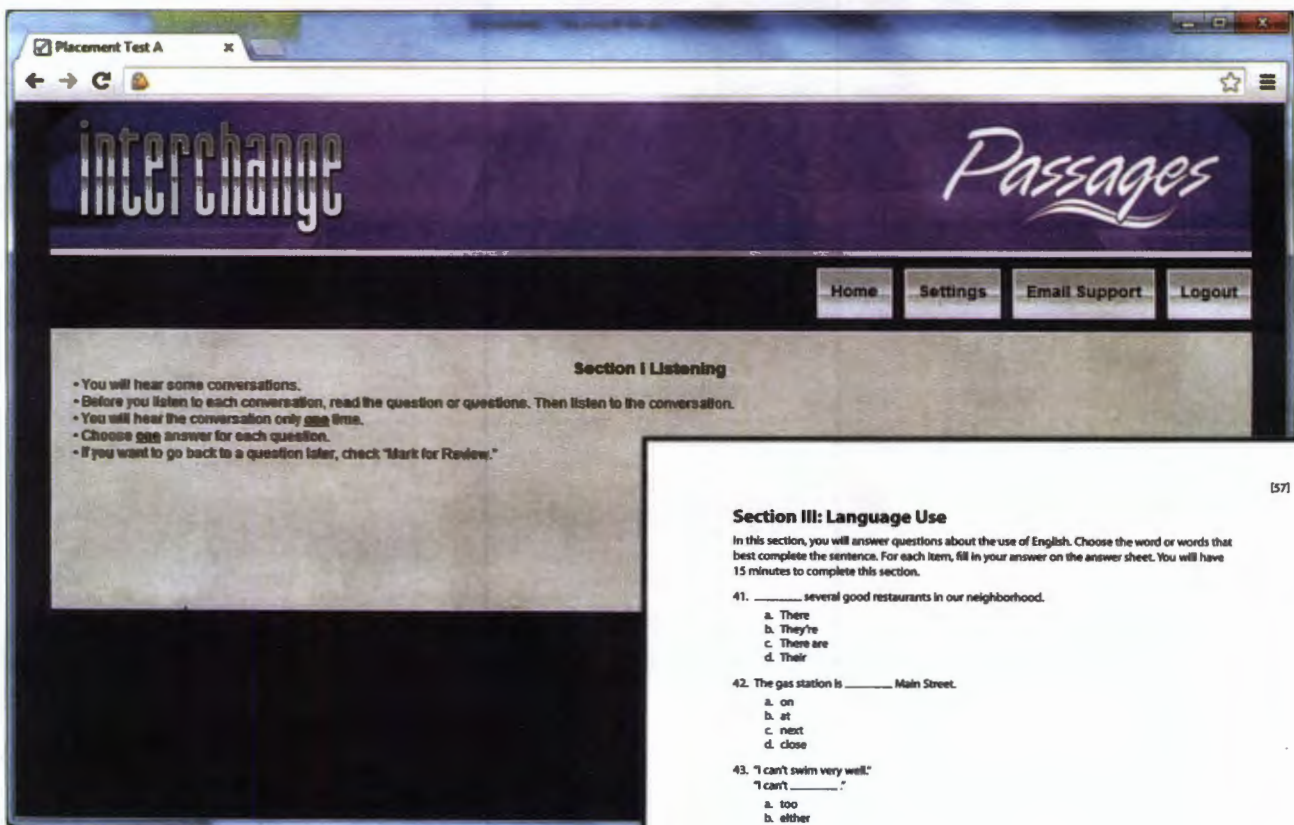 Placement Test A
interchange
Passages
Home Settings Email Support Logout
Section I Listening
• You will hear some conversations.
• Before you listen to each conversation, read the question or questions. Then listen to the conversation.
• You will hear the conversation only one time.
• Choose one answer for each question.
• If you want to go back to a question later, check "Mark for Review."
[57]
Section III: Language Use
In this section, you will answer questions about the use of English. Choose the word or words that
best complete the sentence. For each item, fill in your answer on the answer sheet. You will have
15 minutes to complete this section.
41. ________ several good restaurants in our neighborhood.
a. There
b. They're
c. There are
d. Their
42. The gas station is ________ Main Street.
a. on
b. at
c. next
d. close
43. "I can't swim very well."
"I can't ________ ."
a. too
b. either